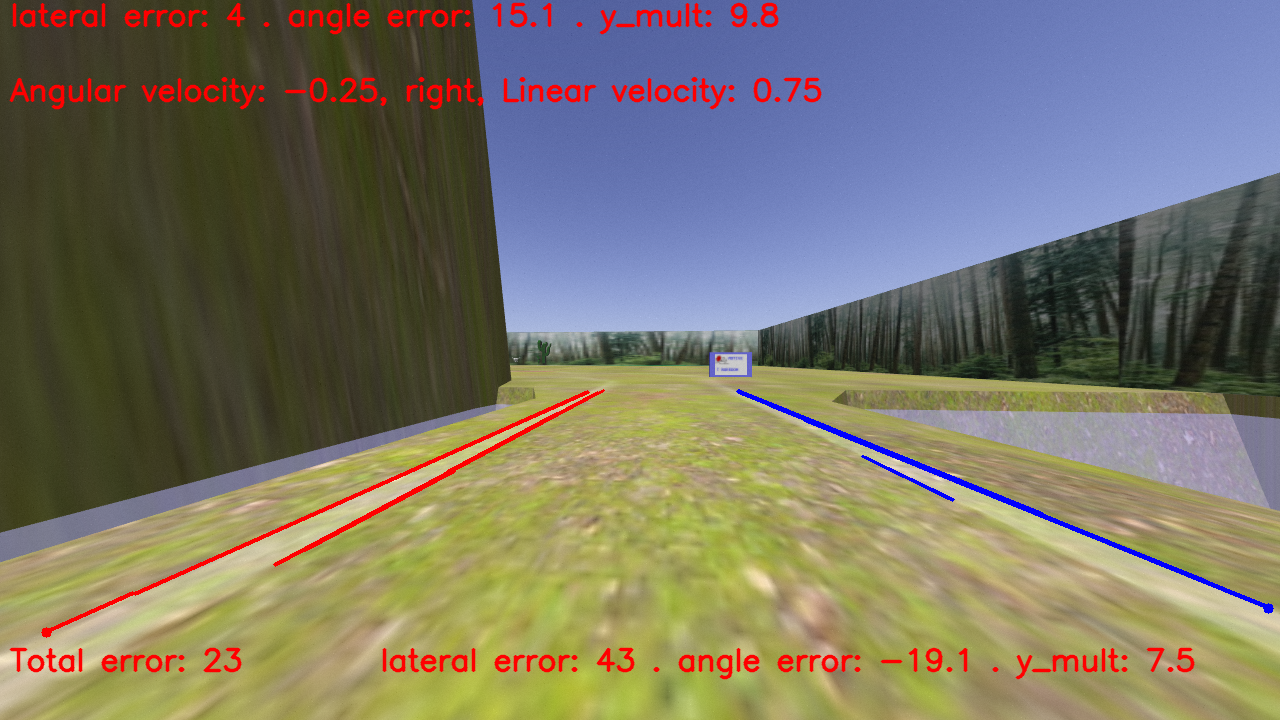 lateral error: 4 . angle error: 15.1 . y_mult: 9.8
Angular velocity: −0.25, right, Linear velocity: 0.75
Total error: 23
lateral error: 43 . angle error: −19.1 . y_mult: 7.5